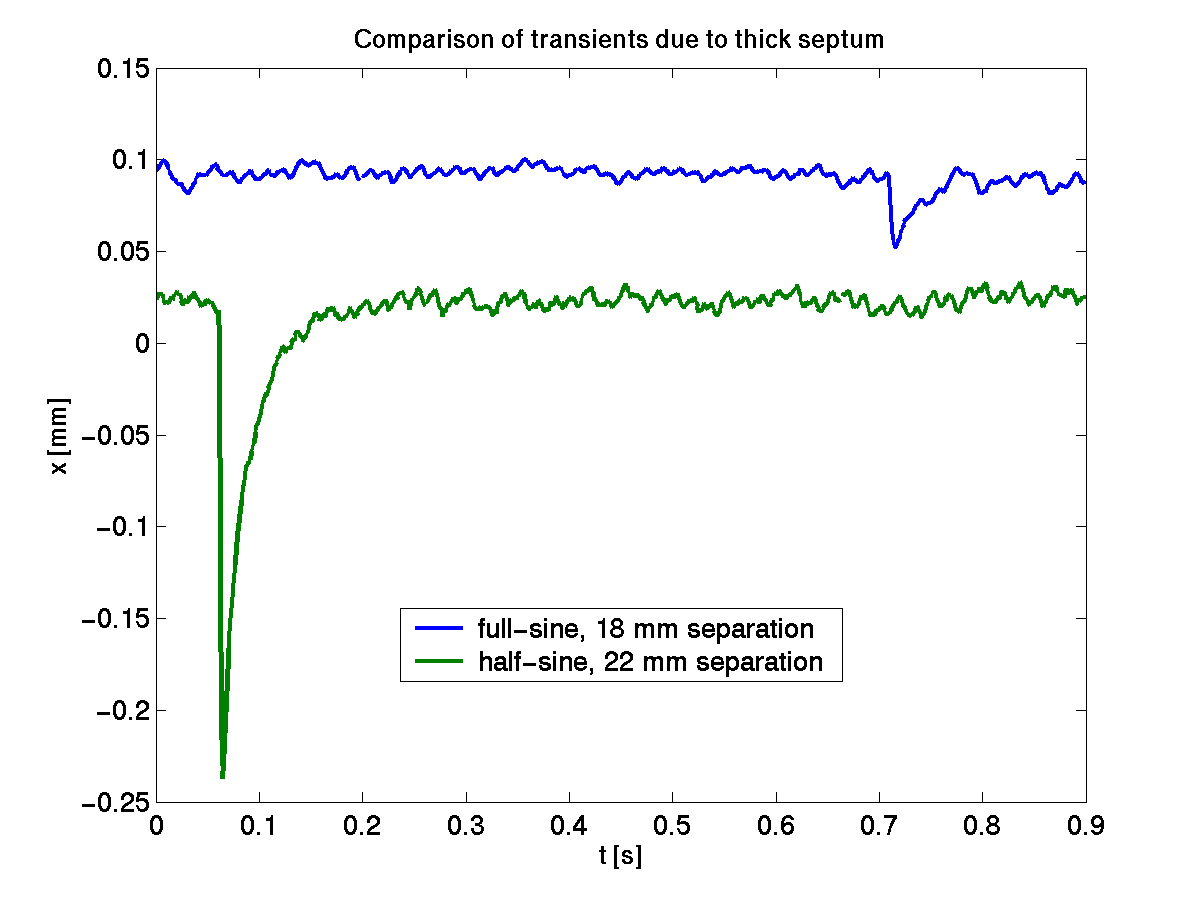 Comparison of transients due to thick septum
0.15
0.1
0.05
0
−0.05
−0.1
−0.15
−0.2
−0.25
x [mm]
full−sine, 18 mm separation
half−sine, 22 mm separation
0 0.1 0.2 0.3 0.4 0.5 0.6 0.7 0.8 0.9
t [s]